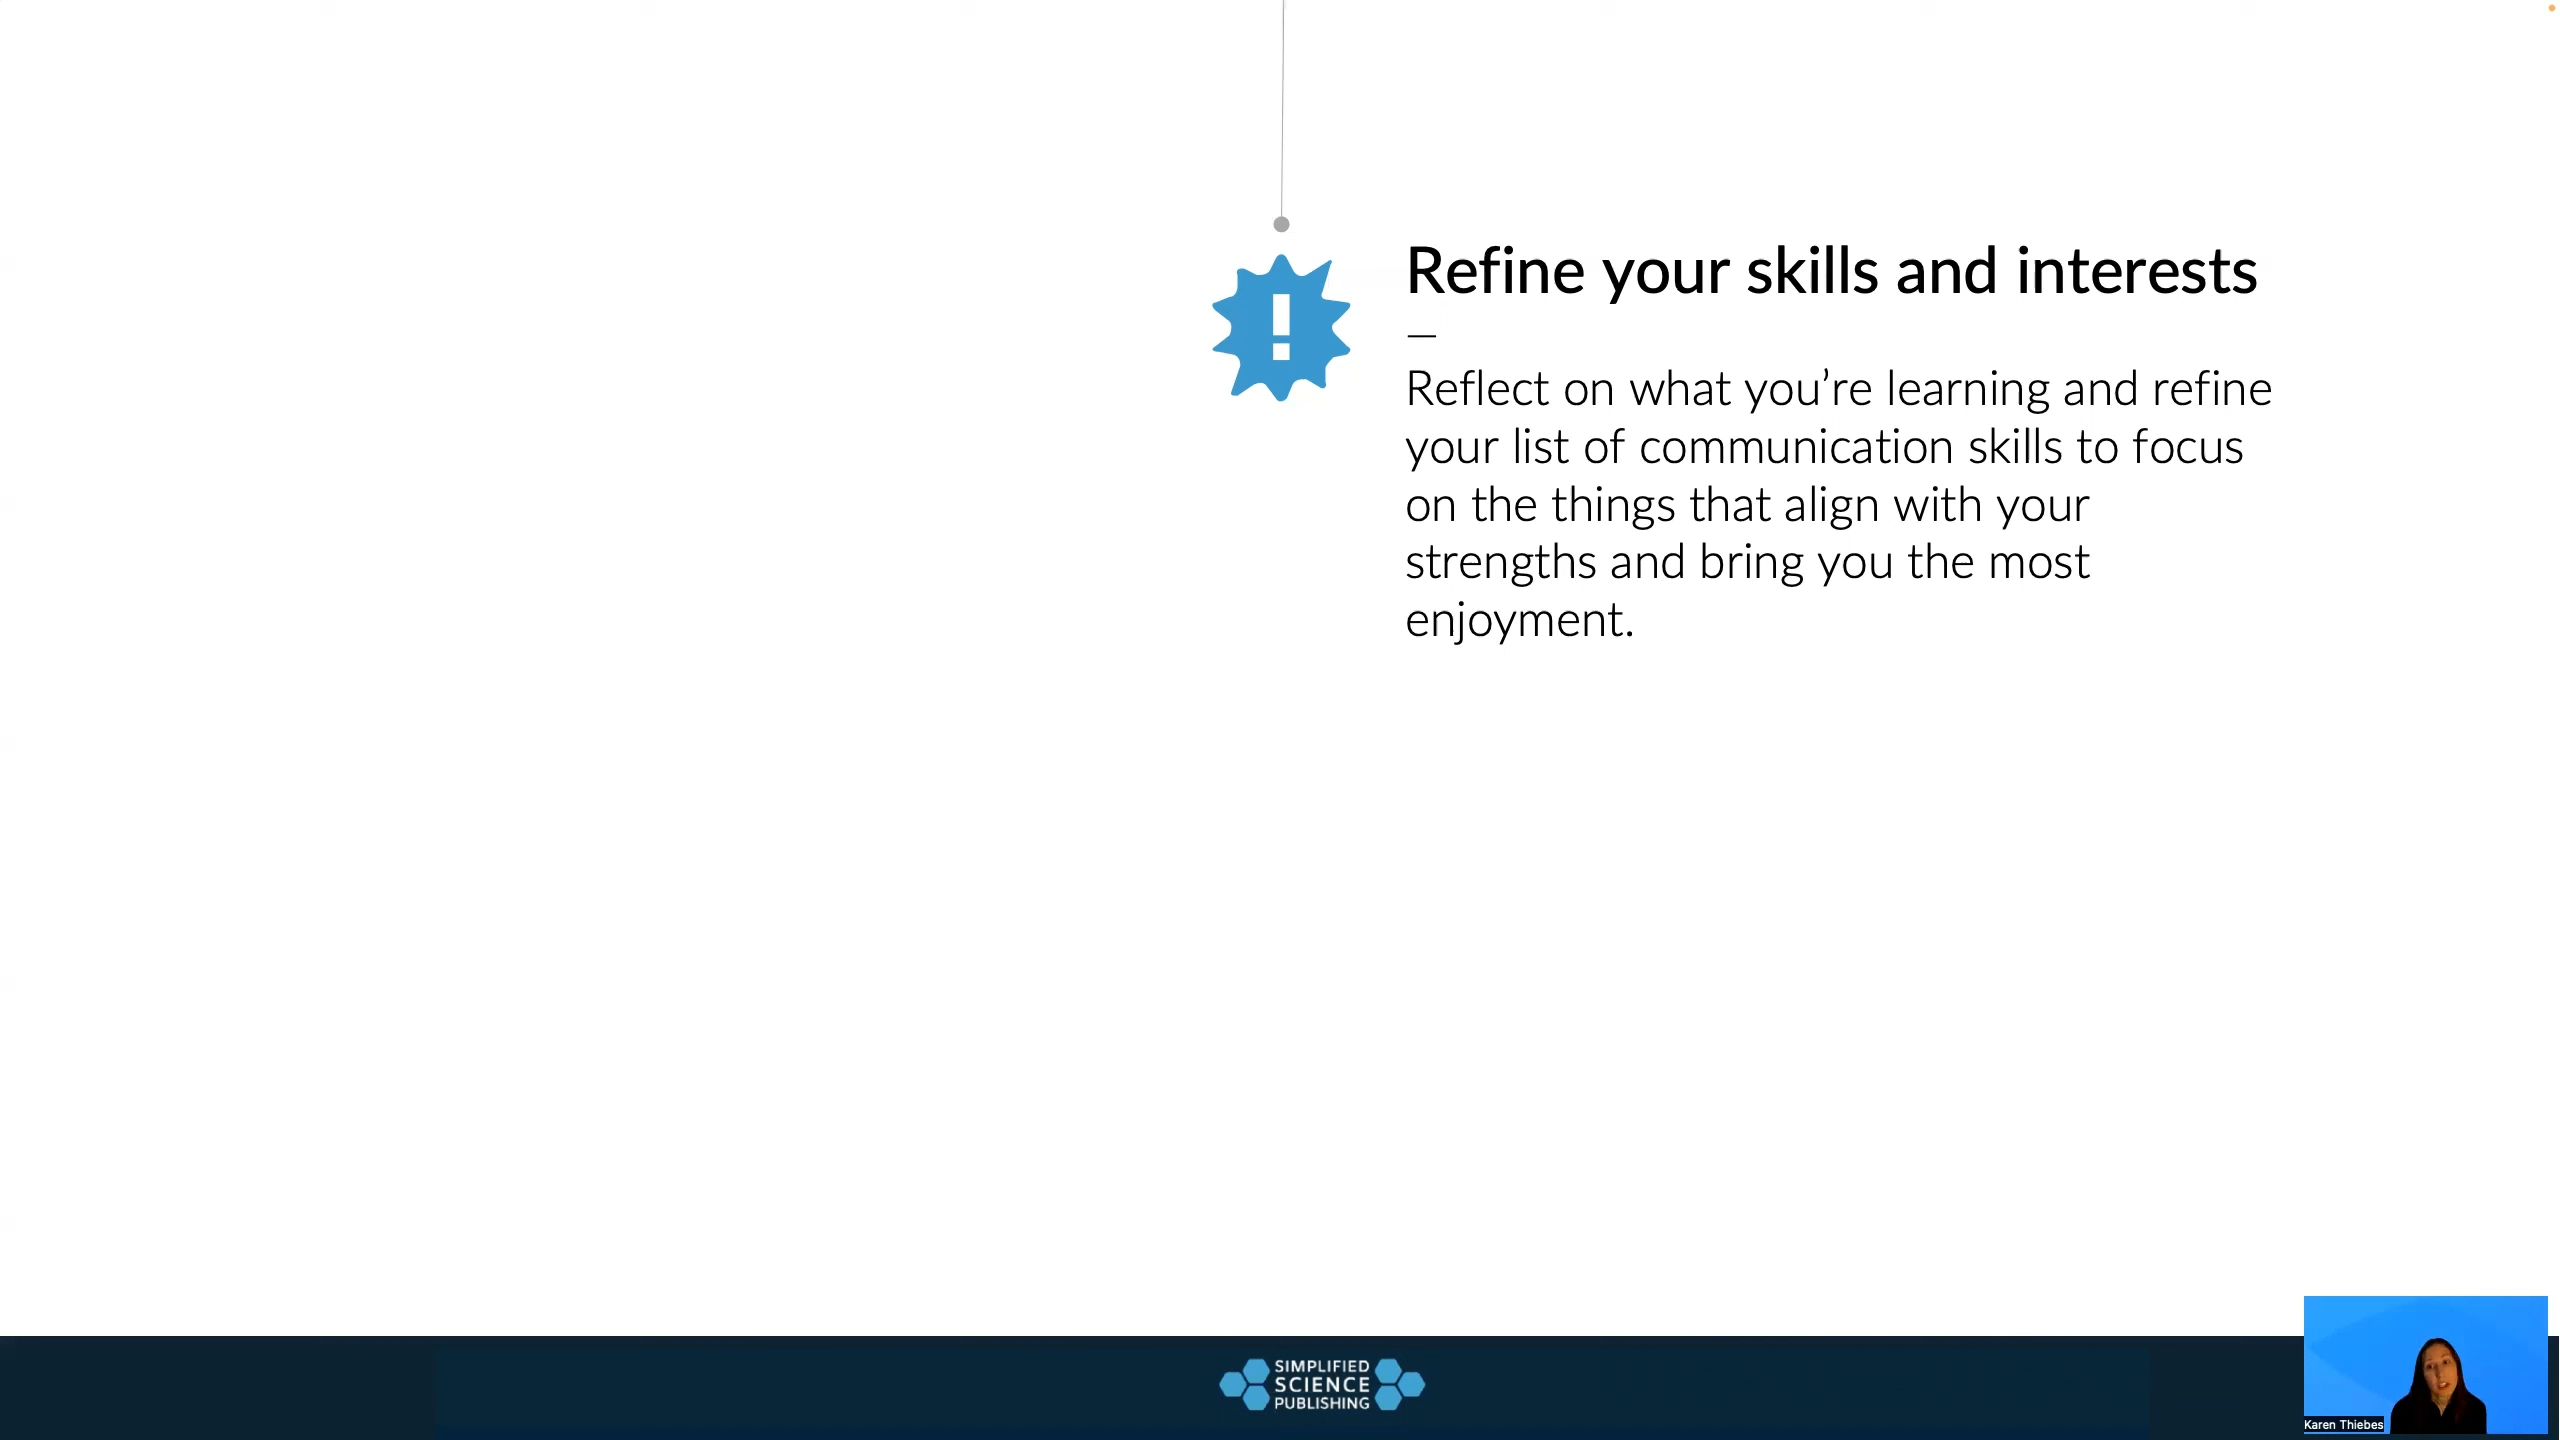 Refine your skills and interests
Reflect on what you’re learning and refine
your list of communication skills to focus
on the things that align with your
strengths and bring you the most
enjoyment.
SIMPLIFIED
SCIENCE
PUBLISHING
Karen Thiebes